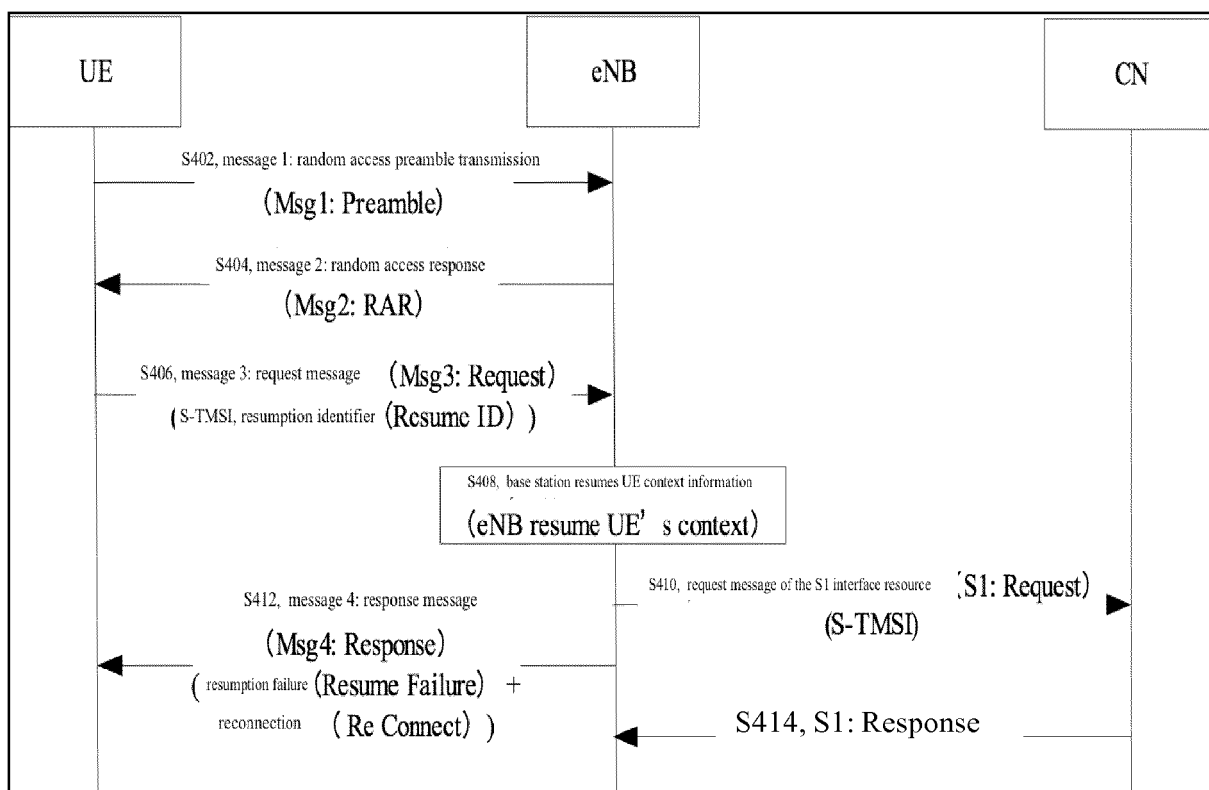 UE
eNB
CN
S402, message 1: random access preamble transmission
(Msg1: Preamble)
S404, message 2: random access response
(Msg2: RAR)
S406, message 3: request message (Msg3: Request)
(S-TMSI, resumption identifier (Resume ID))
S408, base station resumes UE context information
(eNB resume UE's context)
S410, request message of the S1 interface resource (S1: Request)
(S-TMSI)
S412, message 4: response message
(Msg4: Response)
( resumption failure (Resume Failure) +
reconnection (Re Connect) )
S414, S1: Response